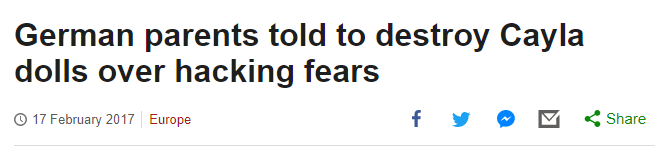 German parents told to destroy Cayla
dolls over hacking fears
17 February 2017 Europe Share